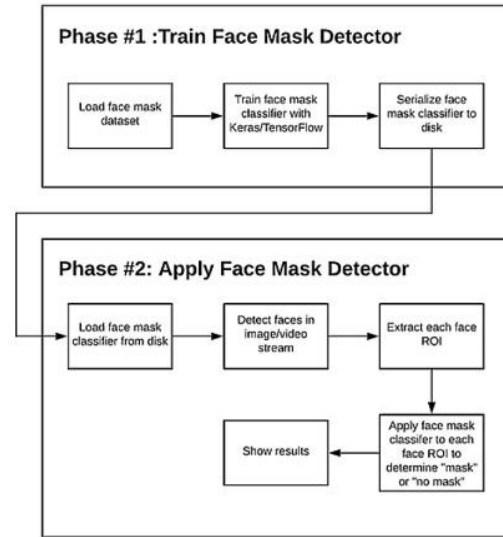 Phase #1 :Train Face Mask Detector
Load face mask
dataset
Train face mask
classifier with
Keras/TensorFlow
Serialize face
mask classifier to
disk
Phase #2: Apply Face Mask Detector
Load face mask
classifier from disk
Detect faces in
image/video
stream
Extract each face
ROI
Show results
Apply face mask
classifer to each
face ROI to
determine "mask"
or "no mask"